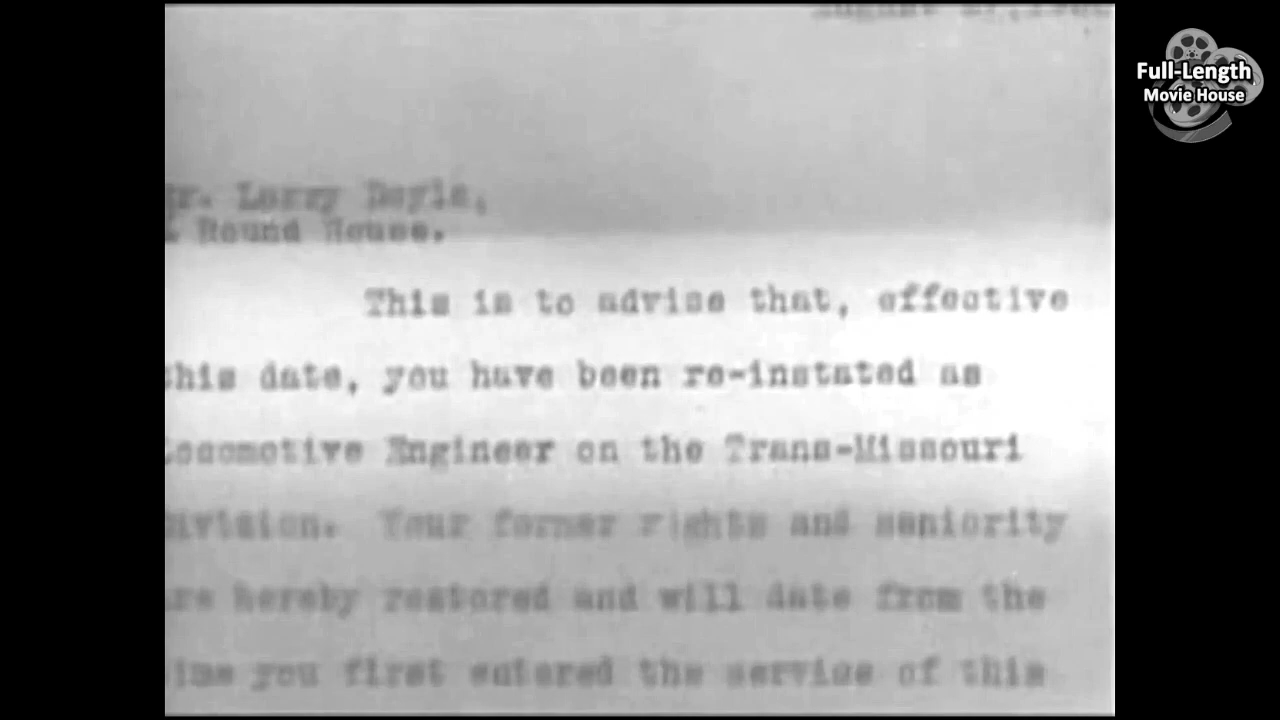 August
Full-Length
Movie House
Mr. Larry Doyle,
Round House.
This is to advise that, effective
this date, you have been re-instated as
Locomotive Engineer on the Trans-Missouri
Division. Your former rights and seniority
are hereby restored and will date from the
time you first entered the service of this